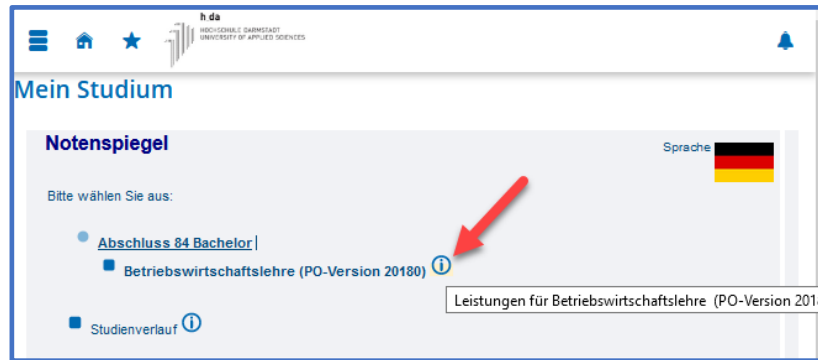 h_da
HOCHSCHULE DARMSTADT
UNIVERSITY OF APPLIED SCIENCES
Mein Studium
Notenspiegel
Sprache
Bitte wählen Sie aus:
Abschluss 84 Bachelor|
Betriebswirtschaftslehre (PO-Version 20180)
Leistungen für Betriebswirtschaftslehre (PO-Version 201
Studienverlauf